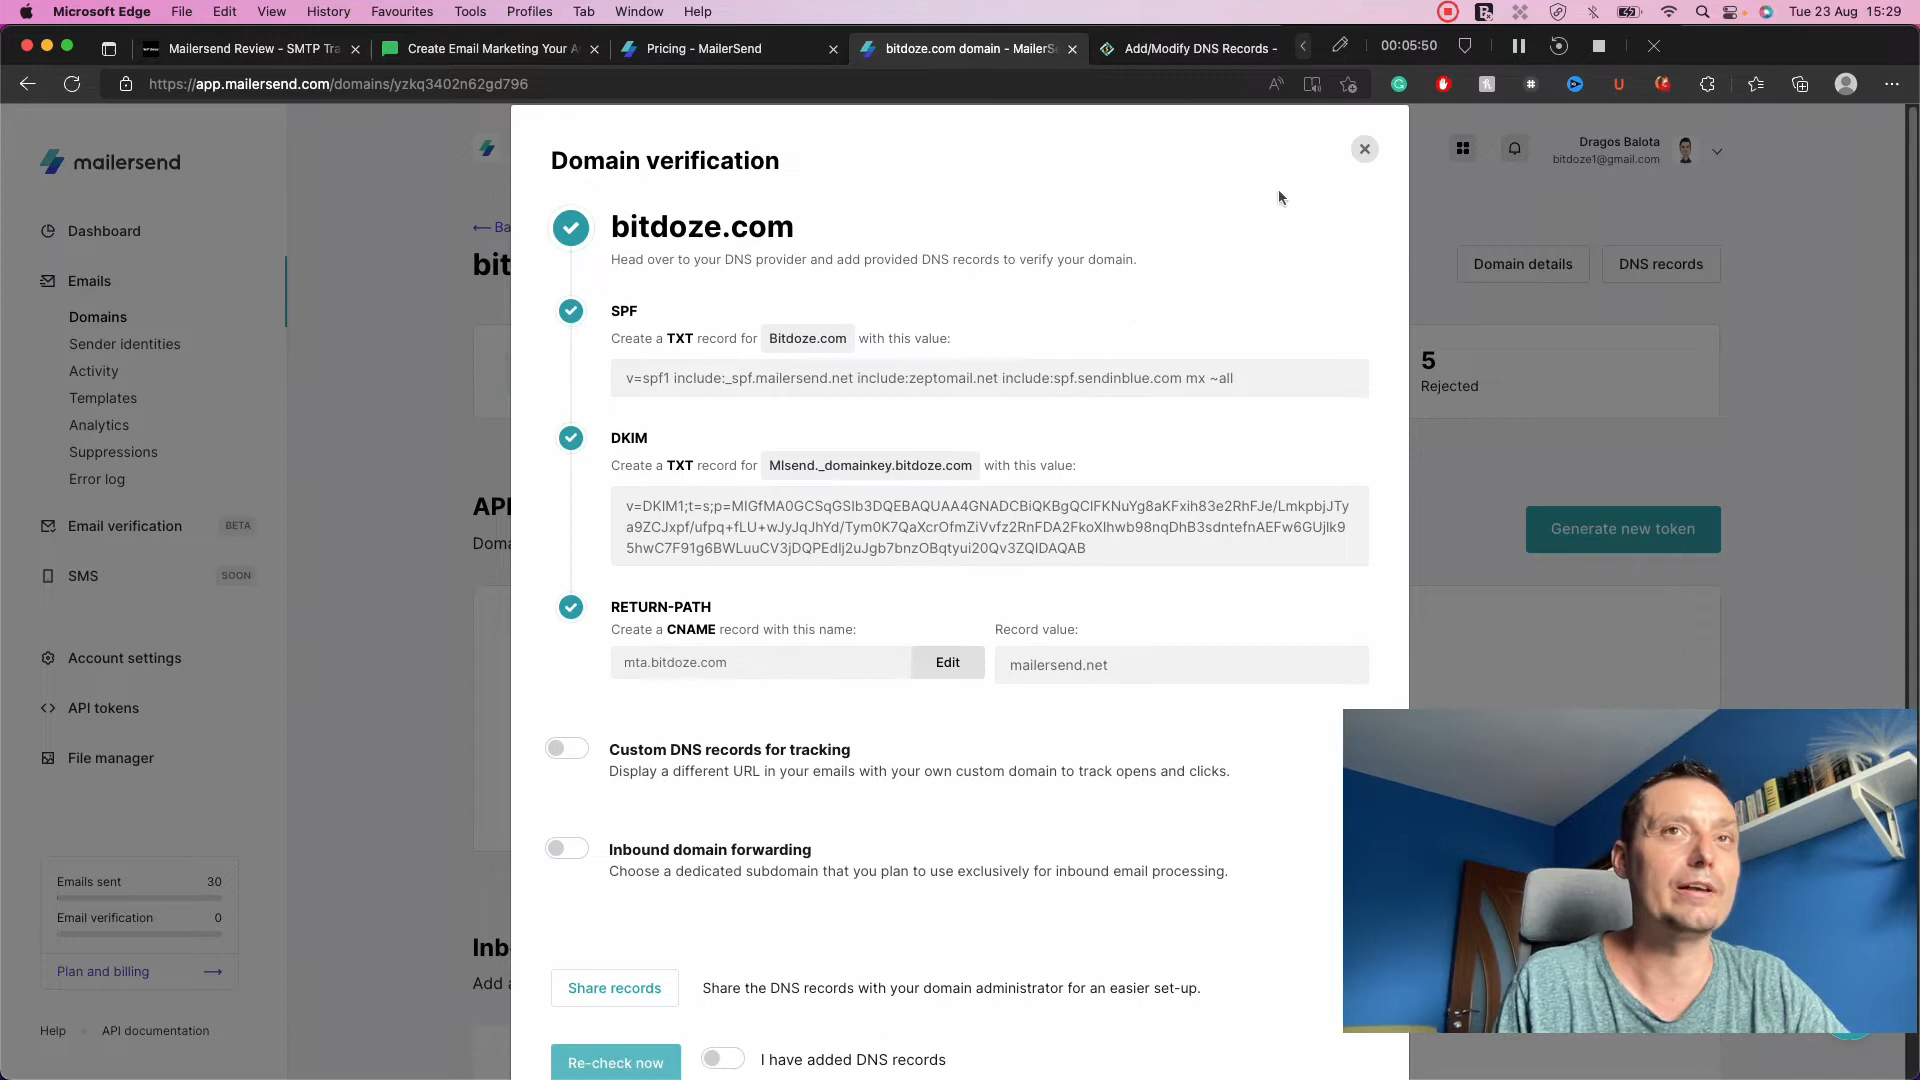 Microsoft Edge File Edit View History Favourites Tools Profiles Tab Window Help Tue 23 Aug 15:29
Mailersend Review - SMTP Tra
Create Email Marketing Your A
Pricing - MailerSend
bitdoze.com domain - MailerS
Add/Modify DNS Records -
00:05:50
https://app.mailersend.com/domains/yzkq3402n62gd796
mailersend
Dashboard
Emails
Domains
Sender identities
Activity
Templates
Analytics
Suppressions
Error log
Email verification BETA
SMS SOON
Account settings
API tokens
File manager
Emails sent 30
Email verification 0
Plan and billing
Help API documentation
Dragos Balota
bitdoze1@gmail.com
Ba
bit
Domain details
DNS records
5
Rejected
API
Doma
Generate new token
Inb
Add
Domain verification
bitdoze.com
Head over to your DNS provider and add provided DNS records to verify your domain.
SPF
Create a TXT record for Bitdoze.com with this value:
v=spf1 include:_spf.mailersend.net include:zeptomail.net include:spf.sendinblue.com mx ~all
DKIM
Create a TXT record for Mlsend._domainkey.bitdoze.com with this value:
v=DKIM1;t=s;p=MIGfMA0GCSqGSIb3DQEBAQUAA4GNADCBiQKBgQCIFKNuYg8aKFxih83e2RhFJe/LmkpbjJTy
a9ZCJxpf/ufpq+fLU+wJyJqJhYd/Tym0K7QaXcrOfmZiVvfz2RnFDA2FkoXIhwb98nqDhB3sdntefnAEFw6GUjlk9
5hwC7F91g6BWLuuCV3jDQPEdIj2uJgb7bnzOBqtyui20Qv3ZQIDAQAB
RETURN-PATH
Create a CNAME record with this name:
mta.bitdoze.com
Edit
Record value:
mailersend.net
Custom DNS records for tracking
Display a different URL in your emails with your own custom domain to track opens and clicks.
Inbound domain forwarding
Choose a dedicated subdomain that you plan to use exclusively for inbound email processing.
Share records
Share the DNS records with your domain administrator for an easier set-up.
Re-check now
I have added DNS records